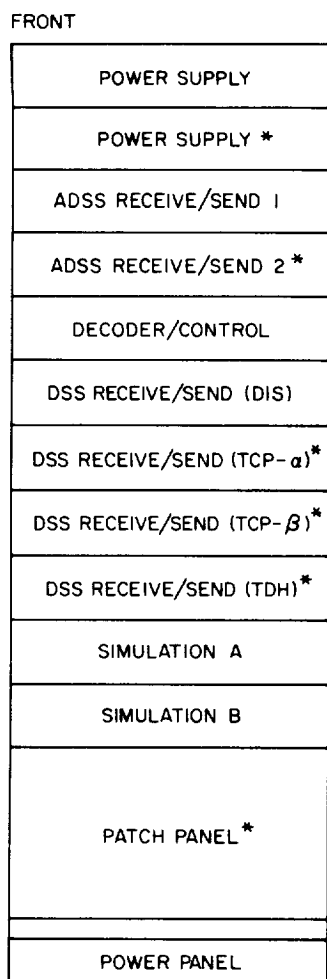 FRONT
POWER SUPPLY
POWER SUPPLY *
ADSS RECEIVE/SEND 1
ADSS RECEIVE/SEND 2*
DECODER/CONTROL
DSS RECEIVE/SEND (DIS)
DSS RECEIVE/SEND (TCP-α)*
DSS RECEIVE/SEND (TCP-β)*
DSS RECEIVE/SEND (TDH)*
SIMULATION A
SIMULATION B
PATCH PANEL*
POWER PANEL